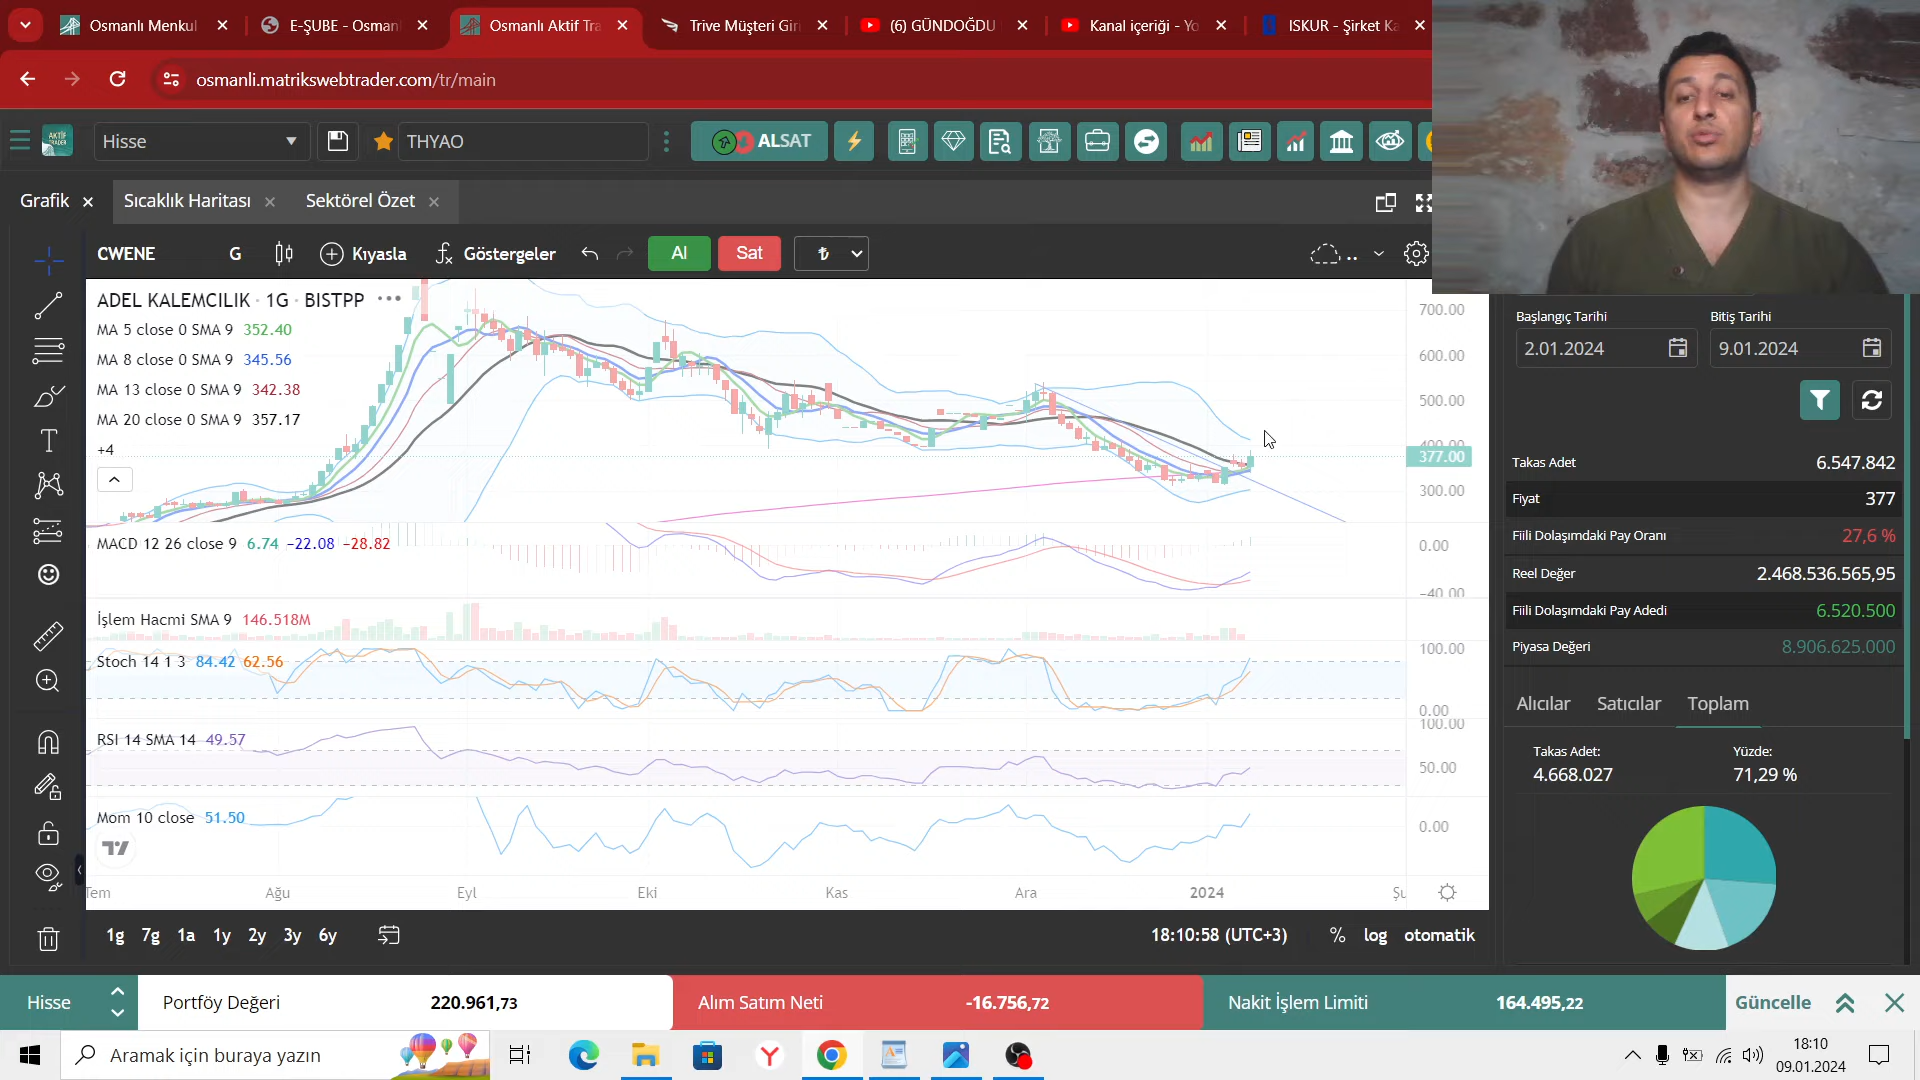 Osmanlı Menkul
E-ŞUBE - Osmanl
Osmanlı Aktif Tra
Trive Müşteri Giri
(6) GÜNDOĞDU
Kanal içeriği - Yo
ISKUR - Şirket Ka
osmanli.matrikswebtrader.com/tr/main
AKTİF
TRADER
Hisse
THYAO
ALSAT
Grafik
Sıcaklık Haritası
Sektörel Özet
CWENE
G
Kıyasla
Göstergeler
Al
Sat
₺
ADEL KALEMCILIK · 1G · BISTPP
MA 5 close 0 SMA 9 352.40
MA 8 close 0 SMA 9 345.56
MA 13 close 0 SMA 9 342.38
MA 20 close 0 SMA 9 357.17
+4
700.00
600.00
500.00
400.00
377.00
300.00
MACD 12 26 close 9 6.74 −22.08 −28.82
0.00
−40.00
İşlem Hacmi SMA 9 146.518M
Stoch 14 1 3 84.42 62.56
100.00
0.00
RSI 14 SMA 14 49.57
100.00
50.00
Mom 10 close 51.50
0.00
Tem
Ağu
Eyl
Eki
Kas
Ara
2024
Şu
1g 7g 1a 1y 2y 3y 6y
18:10:58 (UTC+3)
% log otomatik
Başlangıç Tarihi
Bitiş Tarihi
2.01.2024
9.01.2024
Takas Adet 6.547.842
Fiyat 377
Fiili Dolaşımdaki Pay Oranı 27,6 %
Reel Değer 2.468.536.565,95
Fiili Dolaşımdaki Pay Adedi 6.520.500
Piyasa Değeri 8.906.625.000
Alıcılar Satıcılar Toplam
Takas Adet:
Yüzde:
4.668.027
71,29 %
Hisse
Portföy Değeri 220.961,73
Alım Satım Neti -16.756,72
Nakit İşlem Limiti 164.495,22
Güncelle
Aramak için buraya yazın
18:10
09.01.2024